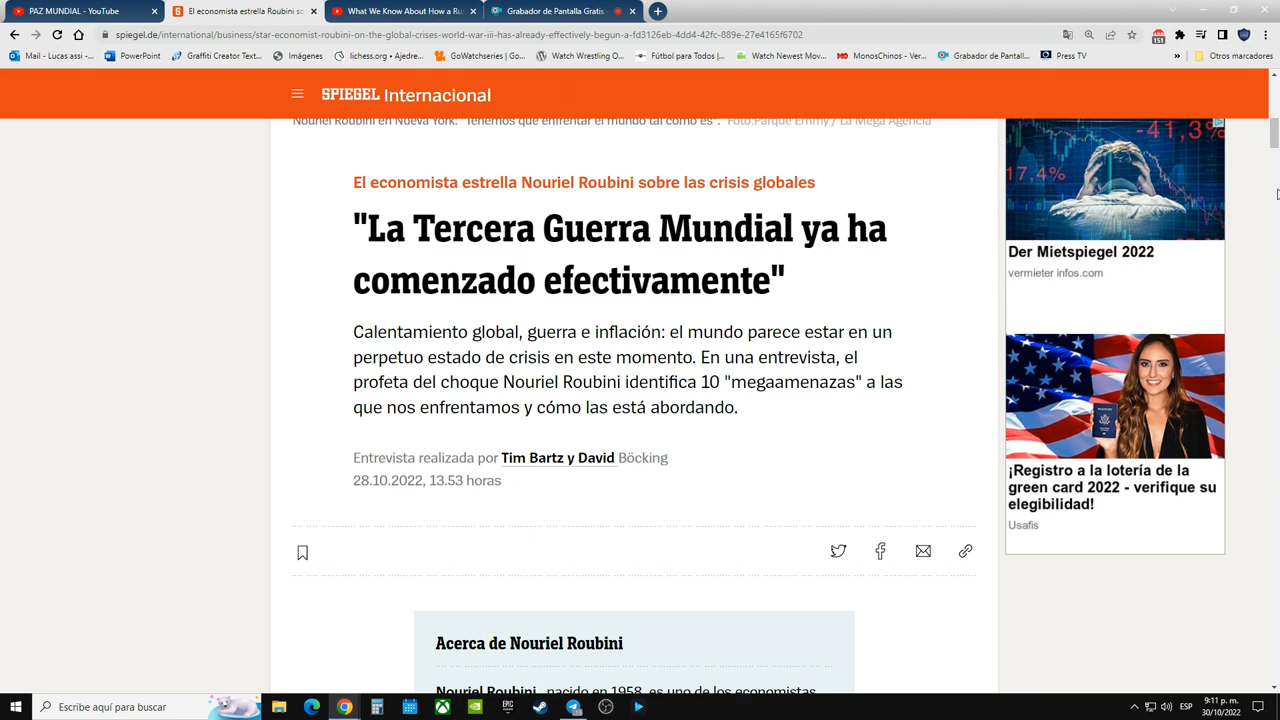 PAZ MUNDIAL - YouTube
El economista estrella Roubini so
What We Know About How a Rus
Grabador de Pantalla Gratis -
spiegel.de/international/business/star-economist-roubini-on-the-global-crises-world-war-iii-has-already-effectively-begun-a-fd3126eb-4dd4-42fc-889e-27e4165f6702
Mail - Lucas assi -...
PowerPoint
Graffiti Creator Text...
Imágenes
lichess.org • Ajedre...
GoWatchseries | Go...
Watch Wrestling O...
Fútbol para Todos |...
Watch Newest Mov...
MonosChinos - Ver...
Grabador de Pantall...
Press TV
»
Otros marcadores
SPIEGEL Internacional
Nouriel Roubini en Nueva York: "Tenemos que enfrentar el mundo tal como es". Foto:Parque Emmy / La Mega Agencia
El economista estrella Nouriel Roubini sobre las crisis globales
"La Tercera Guerra Mundial ya ha
comenzado efectivamente"
Calentamiento global, guerra e inflación: el mundo parece estar en un
perpetuo estado de crisis en este momento. En una entrevista, el
profeta del choque Nouriel Roubini identifica 10 "megaamenazas" a las
que nos enfrentamos y cómo las está abordando.
Entrevista realizada por Tim Bartz y David Böcking
28.10.2022, 13.53 horas
Acerca de Nouriel Roubini
Nouriel Roubini , nacido en 1958, es uno de los economistas
-41,3%
17,4%
Der Mietspiegel 2022
vermieter infos.com
¡Registro a la lotería de la
green card 2022 - verifique su
elegibilidad!
Usafis
Escribe aquí para buscar
EPIC
ESP
9:11 p. m.
30/10/2022